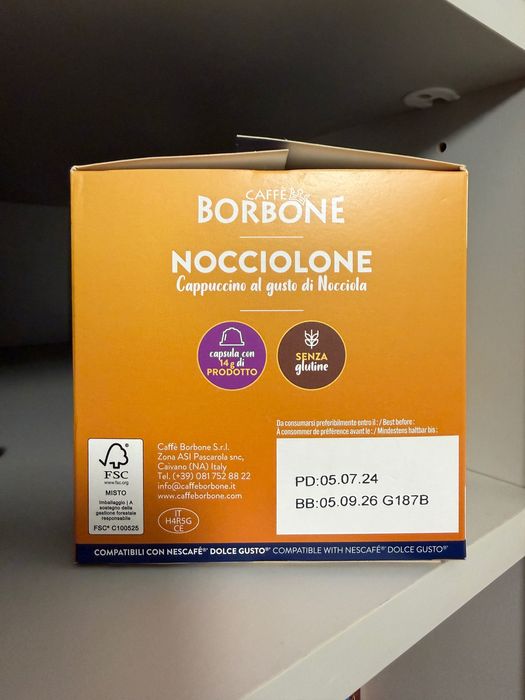 CAFFÈ
BORBONE
NOCCIOLONE
Cappuccino al gusto di Nocciola
capsula con
14 g di
PRODOTTO
SENZA
glutine
Da consumarsi preferibilmente entro il : / Best before :
A consommer de préférence avant le : / Mindestens haltbar bis :
PD:05.07.24
BB:05.09.26 G187B
FSC
www.fsc.org
MISTO
Imballaggio | A
sostegno della
gestione forestale
responsabile
FSC® C100525
Caffè Borbone S.r.l.
Zona ASI Pascarola snc,
Caivano (NA) Italy
Tel. (+39) 081 752 88 22
info@caffeborbone.it
www.caffeborbone.com
IT
H4R5G
CE
COMPATIBILI CON NESCAFÉ®* DOLCE GUSTO®* COMPATIBLE WITH NESCAFÉ®* DOLCE GUSTO®*